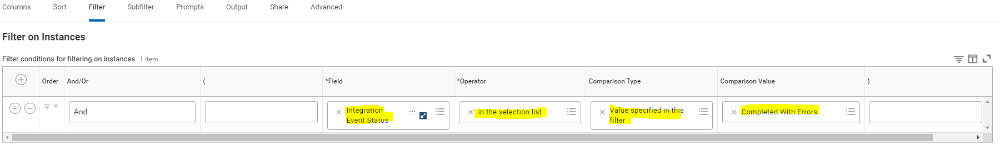 Columns Sort Filter Subfilter Prompts Output Share Advanced
Filter on Instances
Filter conditions for filtering on instances 1 item
Order And/Or ( *Field *Operator Comparison Type Comparison Value )
And Integration Event Status in the selection list Value specified in this filter Completed With Errors